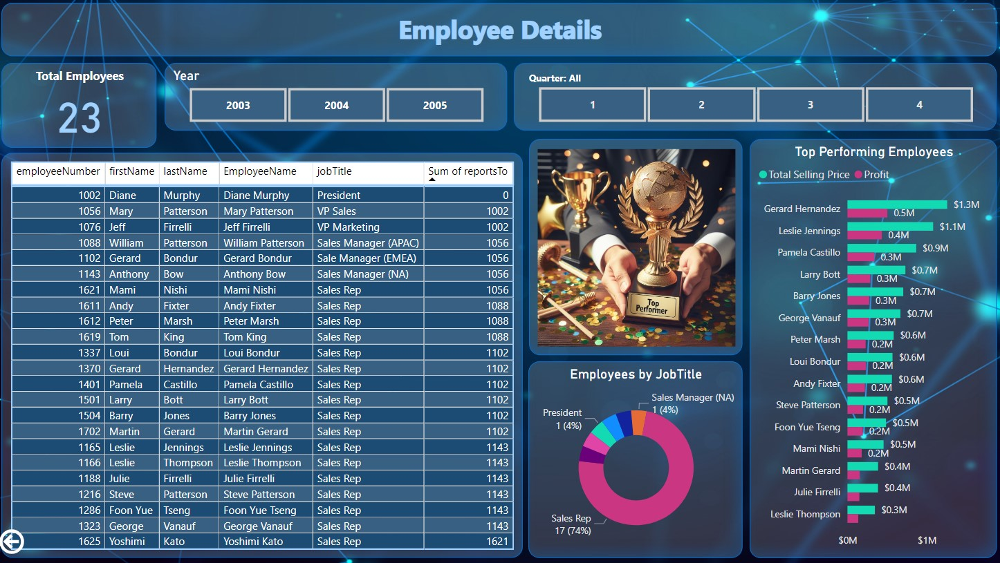 Employee Details
Total Employees
23
Year
2003 2004 2005
Quarter: All
1 2 3 4
employeeNumber firstName lastName EmployeeName jobTitle Sum of reportsTo
1002 Diane Murphy Diane Murphy President 0
1056 Mary Patterson Mary Patterson VP Sales 1002
1076 Jeff Firrelli Jeff Firrelli VP Marketing 1002
1088 William Patterson William Patterson Sales Manager (APAC) 1056
1102 Gerard Bondur Gerard Bondur Sale Manager (EMEA) 1056
1143 Anthony Bow Anthony Bow Sales Manager (NA) 1056
1621 Mami Nishi Mami Nishi Sales Rep 1056
1611 Andy Fixter Andy Fixter Sales Rep 1088
1612 Peter Marsh Peter Marsh Sales Rep 1088
1619 Tom King Tom King Sales Rep 1088
1337 Loui Bondur Loui Bondur Sales Rep 1102
1370 Gerard Hernandez Gerard Hernandez Sales Rep 1102
1401 Pamela Castillo Pamela Castillo Sales Rep 1102
1501 Larry Bott Larry Bott Sales Rep 1102
1504 Barry Jones Barry Jones Sales Rep 1102
1702 Martin Gerard Martin Gerard Sales Rep 1102
1165 Leslie Jennings Leslie Jennings Sales Rep 1143
1166 Leslie Thompson Leslie Thompson Sales Rep 1143
1188 Julie Firrelli Julie Firrelli Sales Rep 1143
1216 Steve Patterson Steve Patterson Sales Rep 1143
1286 Foon Yue Tseng Foon Yue Tseng Sales Rep 1143
1323 George Vanauf George Vanauf Sales Rep 1143
1625 Yoshimi Kato Yoshimi Kato Sales Rep 1621
Top
Performer
Employees by JobTitle
Sales Manager (NA)
1 (4%)
President
1 (4%)
Sales Rep
17 (74%)
Top Performing Employees
Total Selling Price Profit
Gerard Hernandez $1.3M
0.5M
Leslie Jennings $1.1M
0.4M
Pamela Castillo $0.9M
0.3M
Larry Bott $0.7M
0.3M
Barry Jones $0.7M
0.3M
George Vanauf $0.7M
0.3M
Peter Marsh $0.6M
0.2M
Loui Bondur $0.6M
0.2M
Andy Fixter $0.6M
0.2M
Steve Patterson $0.5M
0.2M
Foon Yue Tseng $0.5M
0.2M
Mami Nishi $0.5M
0.2M
Martin Gerard $0.4M
Julie Firrelli $0.4M
Leslie Thompson $0.3M
$0M $1M